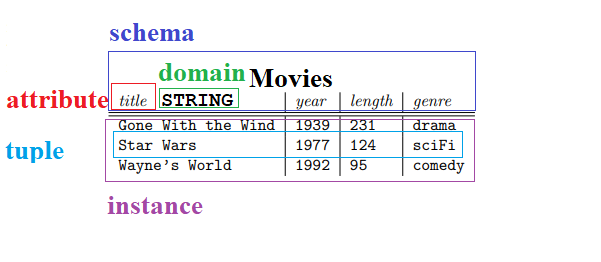 schema
domain Movies
attribute title STRING year length genre
Gone With the Wind 1939 231 drama
tuple Star Wars 1977 124 sciFi
Wayne's World 1992 95 comedy
instance